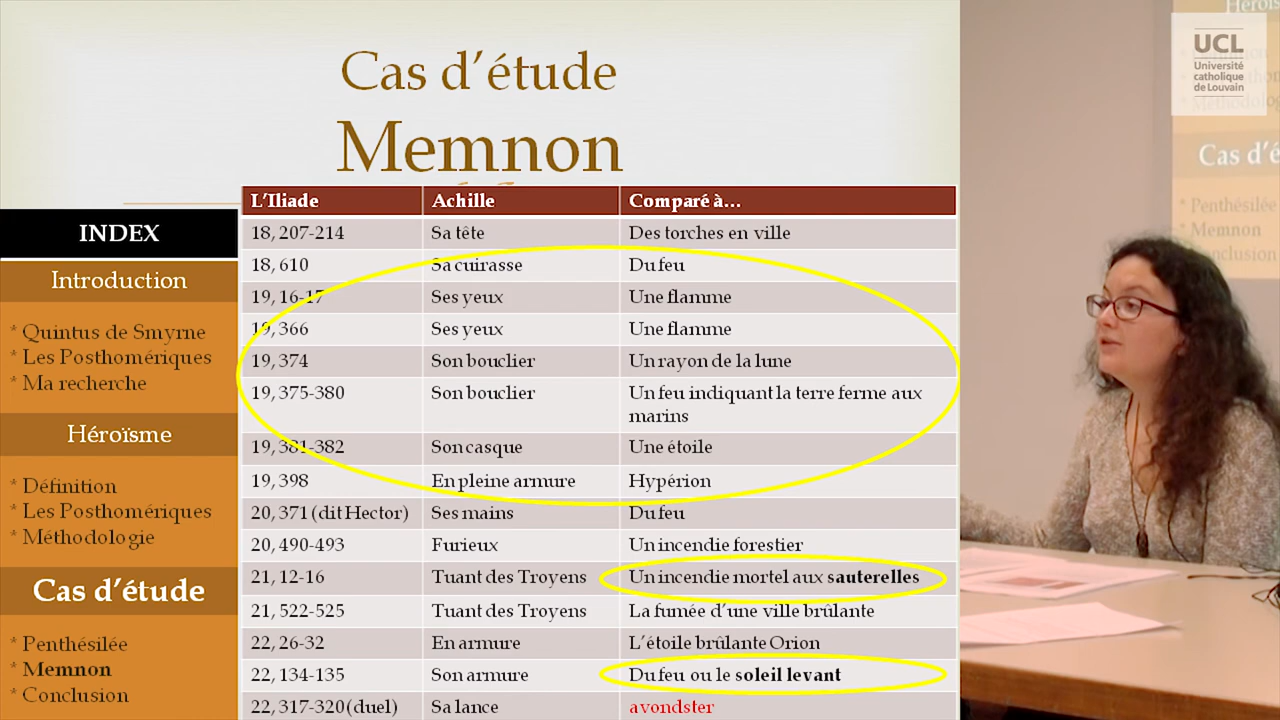 Cas d’étude
Memnon
INDEX
Introduction
* Quintus de Smyrne
* Les Posthomériques
* Ma recherche
Héroïsme
* Définition
* Les Posthomériques
* Méthodologie
Cas d’étude
* Penthésilée
* Memnon
* Conclusion
L’Iliade Achille Comparé à…
18, 207-214 Sa tête Des torches en ville
18, 610 Sa cuirasse Du feu
19, 16-17 Ses yeux Une flamme
19, 366 Ses yeux Une flamme
19, 374 Son bouclier Un rayon de la lune
19, 375-380 Son bouclier Un feu indiquant la terre ferme aux
marins
19, 381-382 Son casque Une étoile
19, 398 En pleine armure Hypérion
20, 371 (dit Hector) Ses mains Du feu
20, 490-493 Furieux Un incendie forestier
21, 12-16 Tuant des Troyens Un incendie mortel aux sauterelles
21, 522-525 Tuant des Troyens La fumée d’une ville brûlante
22, 26-32 En armure L’étoile brûlante Orion
22, 134-135 Son armure Du feu ou le soleil levant
22, 317-320 (duel) Sa lance avondster
UCL
Université
catholique
de Louvain
Cas d’é
Penthésilée
* Memnon